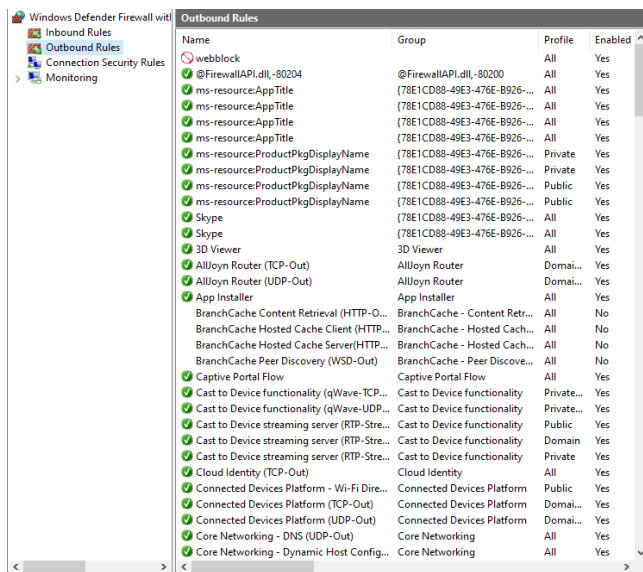 Windows Defender Firewall with
Inbound Rules
Outbound Rules
Connection Security Rules
Monitoring
Outbound Rules
Name Group Profile Enabled
webblock All Yes
@FirewallAPI.dll,-80204 @FirewallAPI.dll,-80200 All Yes
ms-resource:AppTitle {78E1CD88-49E3-476E-B926-... All Yes
ms-resource:AppTitle {78E1CD88-49E3-476E-B926-... All Yes
ms-resource:AppTitle {78E1CD88-49E3-476E-B926-... All Yes
ms-resource:AppTitle {78E1CD88-49E3-476E-B926-... All Yes
ms-resource:ProductPkgDisplayName {78E1CD88-49E3-476E-B926-... Private Yes
ms-resource:ProductPkgDisplayName {78E1CD88-49E3-476E-B926-... Private Yes
ms-resource:ProductPkgDisplayName {78E1CD88-49E3-476E-B926-... Public Yes
ms-resource:ProductPkgDisplayName {78E1CD88-49E3-476E-B926-... Public Yes
Skype {78E1CD88-49E3-476E-B926-... All Yes
Skype {78E1CD88-49E3-476E-B926-... All Yes
3D Viewer 3D Viewer All Yes
AllJoyn Router (TCP-Out) AllJoyn Router Domai... Yes
AllJoyn Router (UDP-Out) AllJoyn Router Domai... Yes
App Installer App Installer All Yes
BranchCache Content Retrieval (HTTP-O... BranchCache - Content Retr... All No
BranchCache Hosted Cache Client (HTTP... BranchCache - Hosted Cach... All No
BranchCache Hosted Cache Server(HTTP... BranchCache - Hosted Cach... All No
BranchCache Peer Discovery (WSD-Out) BranchCache - Peer Discove... All No
Captive Portal Flow Captive Portal Flow All Yes
Cast to Device functionality (qWave-TCP... Cast to Device functionality Private... Yes
Cast to Device functionality (qWave-UDP... Cast to Device functionality Private... Yes
Cast to Device streaming server (RTP-Stre... Cast to Device functionality Public Yes
Cast to Device streaming server (RTP-Stre... Cast to Device functionality Domain Yes
Cast to Device streaming server (RTP-Stre... Cast to Device functionality Private Yes
Cloud Identity (TCP-Out) Cloud Identity All Yes
Connected Devices Platform - Wi-Fi Dire... Connected Devices Platform Public Yes
Connected Devices Platform (TCP-Out) Connected Devices Platform Domai... Yes
Connected Devices Platform (UDP-Out) Connected Devices Platform Domai... Yes
Core Networking - DNS (UDP-Out) Core Networking All Yes
Core Networking - Dynamic Host Config... Core Networking All Yes